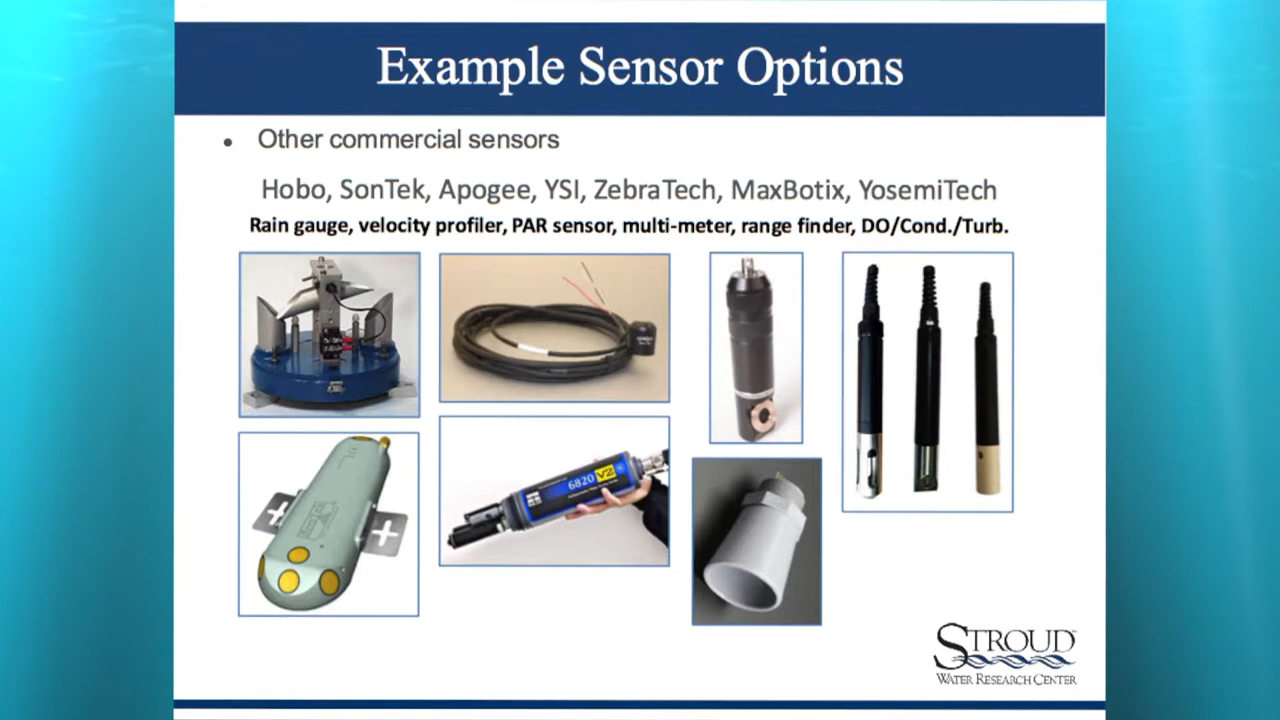 Example Sensor Options
• Other commercial sensors
Hobo, SonTek, Apogee, YSI, ZebraTech, MaxBotix, YosemiTech
Rain gauge, velocity profiler, PAR sensor, multi-meter, range finder, DO/Cond./Turb.
6820 V2
STROUD
WATER RESEARCH CENTER